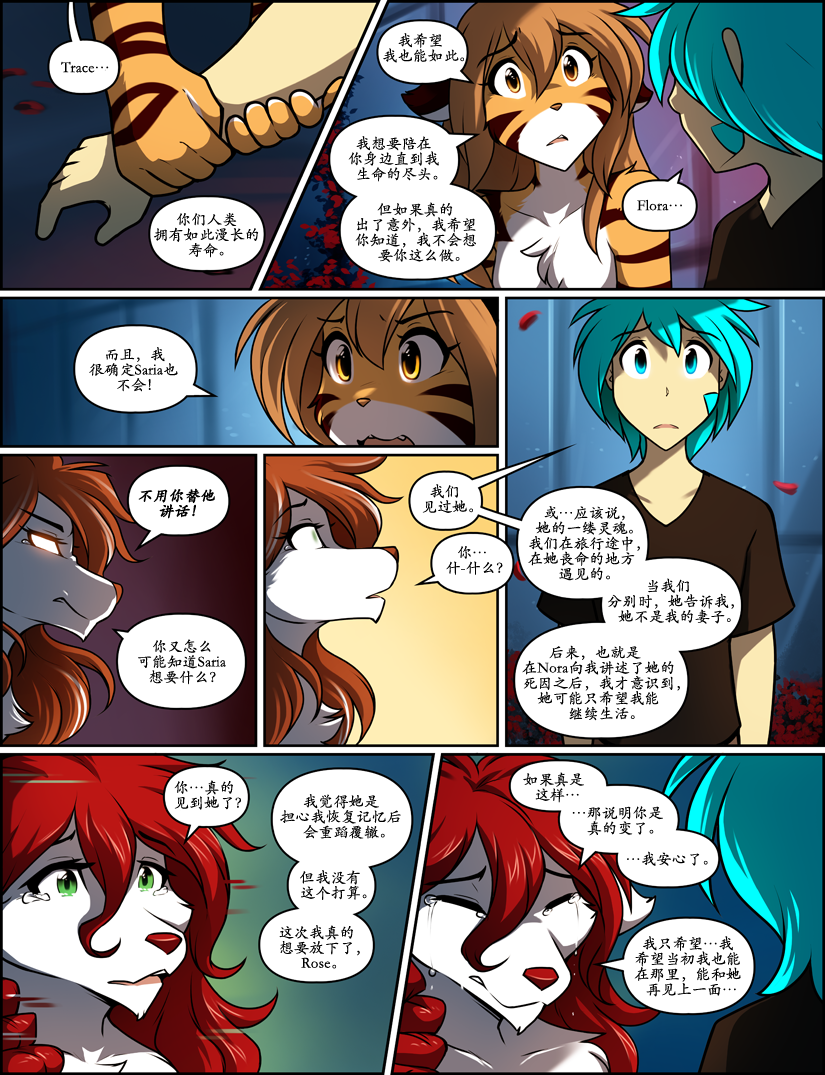 Trace…
你们人类
拥有如此漫长的
寿命。
我希望
我也能如此。
我想要陪在
你身边直到我
生命的尽头。
但如果真的
出了意外，我希望
你知道，我不会想
要你这么做。
Flora…
而且，我
很确定Saria也
不会！
不用你替他
讲话！
你又怎么
可能知道Saria
想要什么？
我们
见过她。
你…
什-什么？
或…应该说，
她的一缕灵魂。
我们在旅行途中，
在她丧命的地方
遇见的。
当我们
分别时，她告诉我，
她不是我的妻子。
后来，也就是
在Nora向我讲述了她的
死因之后，我才意识到，
她可能只希望我能
继续生活。
你…真的
见到她了？
我觉得她是
担心我恢复记忆后
会重蹈覆辙。
但我没有
这个打算。
这次我真的
想要放下了，
Rose。
如果真是
这样…
…那说明你是
真的变了。
…我安心了。
我只希望…我
希望当初我也能
在那里，能和她
再见上一面…